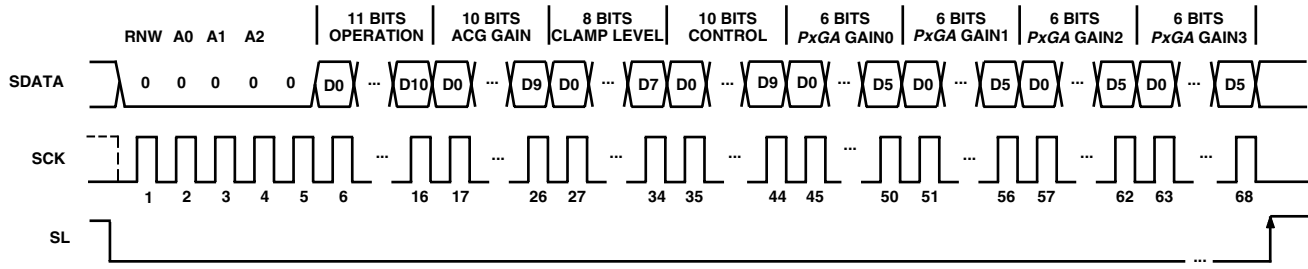 11 BITS OPERATION 10 BITS ACG GAIN 8 BITS CLAMP LEVEL 10 BITS CONTROL 6 BITS PxGA GAIN0 6 BITS PxGA GAIN1 6 BITS PxGA GAIN2 6 BITS PxGA GAIN3
RNW A0 A1 A2
SDATA 0 0 0 0 0 D0 ... D10 D0 ... D9 D0 ... D7 D0 ... D9 D0 ... D5 D0 ... D5 D0 ... D5 D0 ... D5
SCK ... ... ... ... ... ... ... ...
1 2 3 4 5 6 16 17 26 27 34 35 44 45 50 51 56 57 62 63 68
SL ...